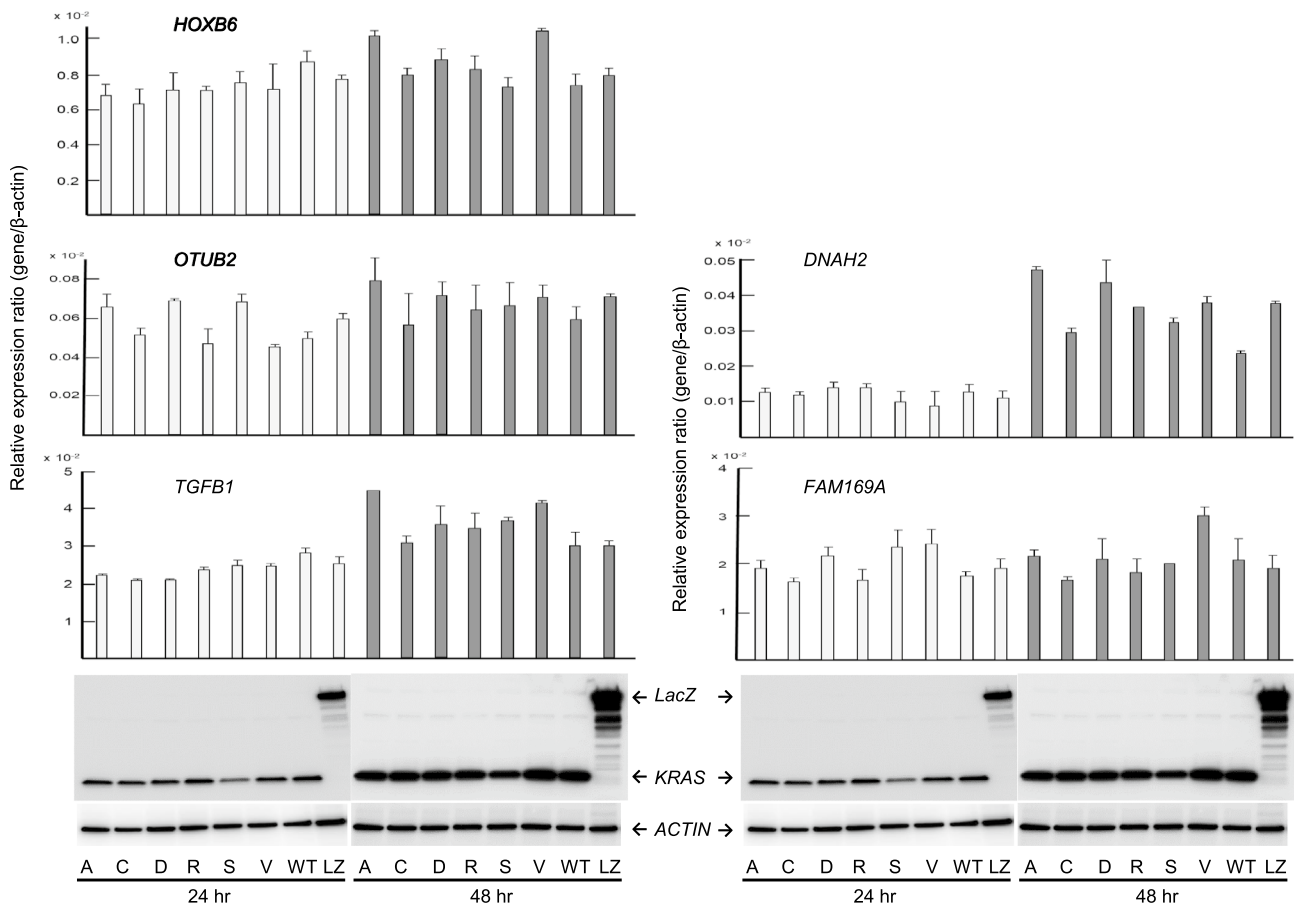 x 10⁻²
HOXB6
1.0
0.8
0.6
0.4
0.2
Relative expression ratio (gene/β-actin)
x 10⁻²
OTUB2
0.08
0.06
0.04
0.02
x 10⁻²
TGFB1
5
4
3
2
1
x 10⁻²
DNAH2
0.05
0.04
0.03
0.02
0.01
Relative expression ratio (gene/β-actin)
x 10⁻²
FAM169A
4
3
2
1
← LacZ →
← KRAS →
← ACTIN →
A C D R S V WT LZ A C D R S V WT LZ
24 hr 48 hr
A C D R S V WT LZ A C D R S V WT LZ
24 hr 48 hr